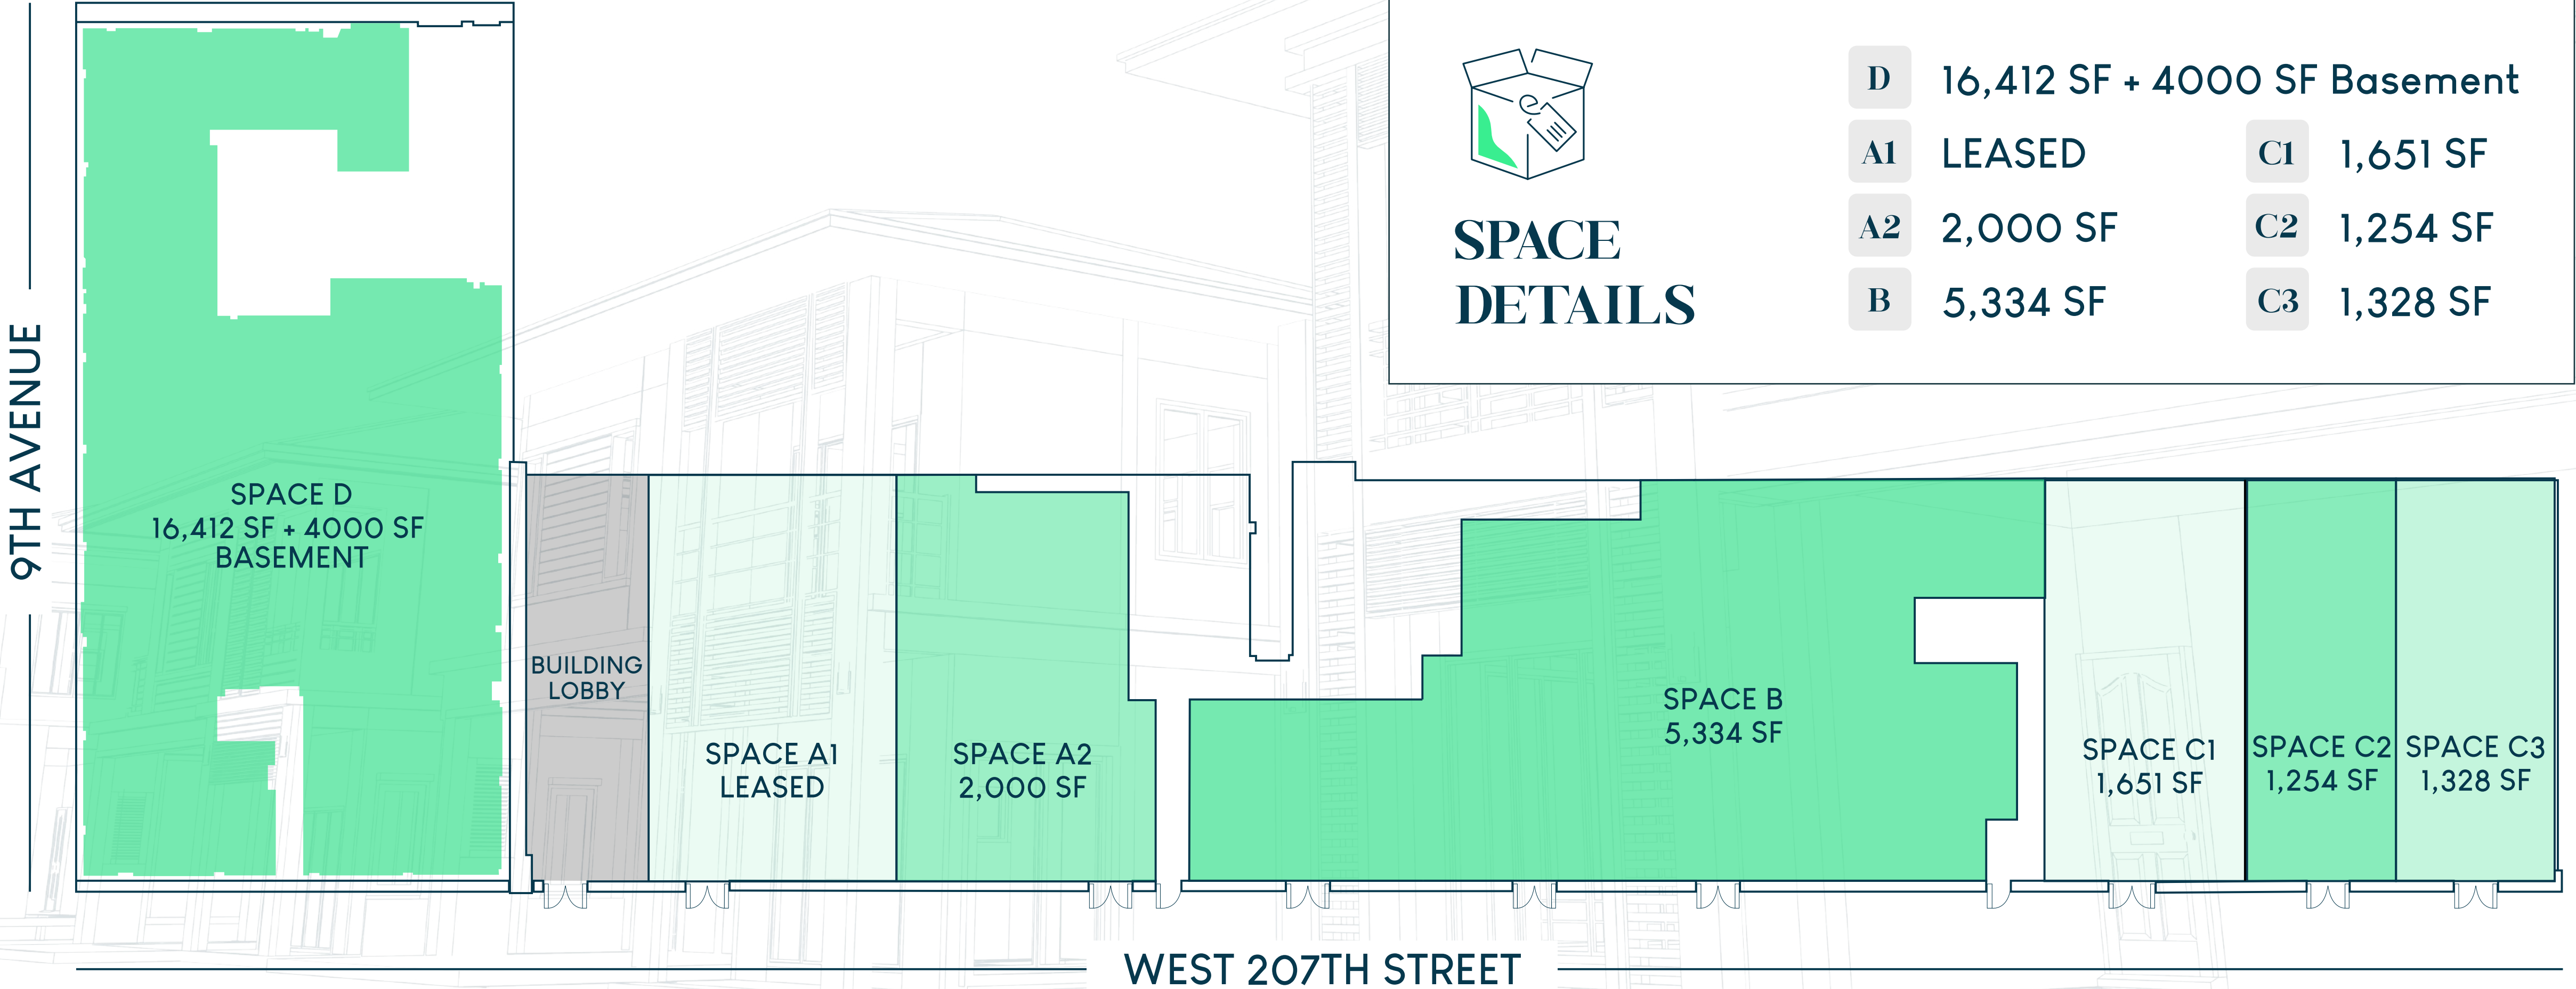 SPACE
DETAILS
D 16,412 SF + 4000 SF Basement
A1 LEASED
A2 2,000 SF
B 5,334 SF
C1 1,651 SF
C2 1,254 SF
C3 1,328 SF
9TH AVENUE
SPACE D
16,412 SF + 4000 SF
BASEMENT
BUILDING
LOBBY
SPACE A1
LEASED
SPACE A2
2,000 SF
SPACE B
5,334 SF
SPACE C1
1,651 SF
SPACE C2
1,254 SF
SPACE C3
1,328 SF
WEST 207TH STREET